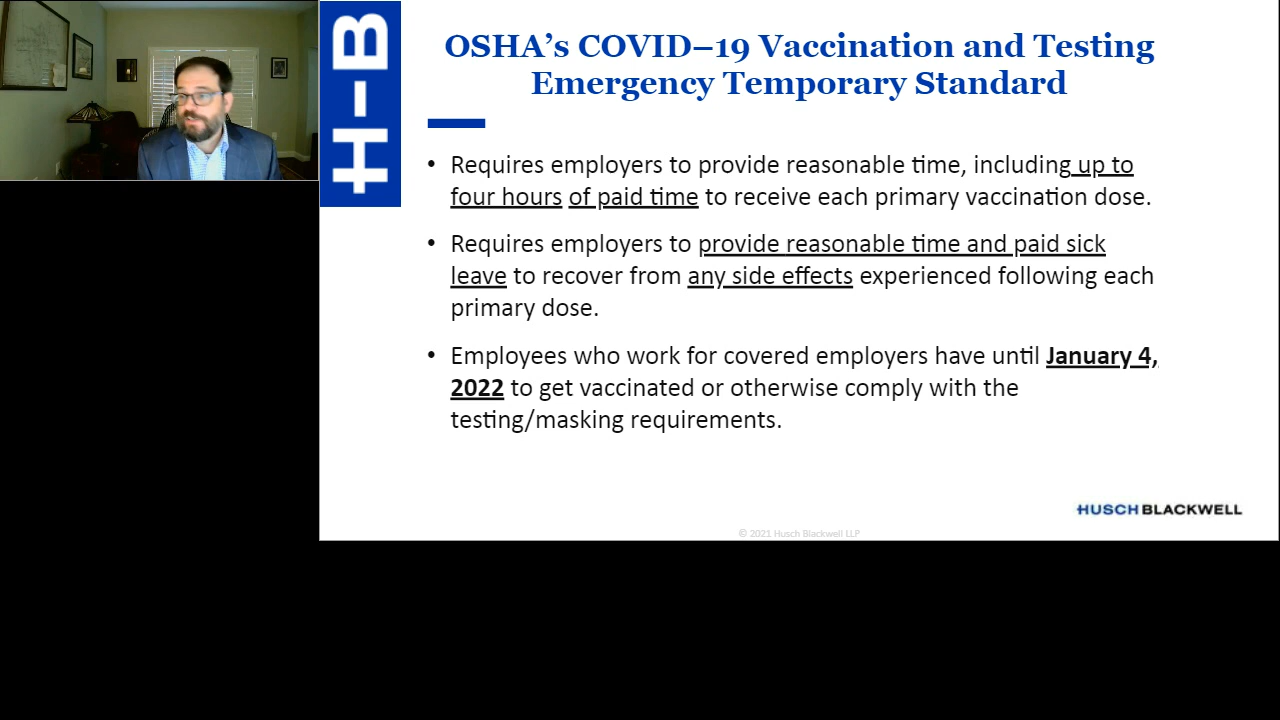 H-B
OSHA’s COVID–19 Vaccination and Testing
Emergency Temporary Standard
• Requires employers to provide reasonable time, including up to
four hours of paid time to receive each primary vaccination dose.
• Requires employers to provide reasonable time and paid sick
leave to recover from any side effects experienced following each
primary dose.
• Employees who work for covered employers have until January 4,
2022 to get vaccinated or otherwise comply with the
testing/masking requirements.
HUSCH BLACKWELL
© 2021 Husch Blackwell LLP